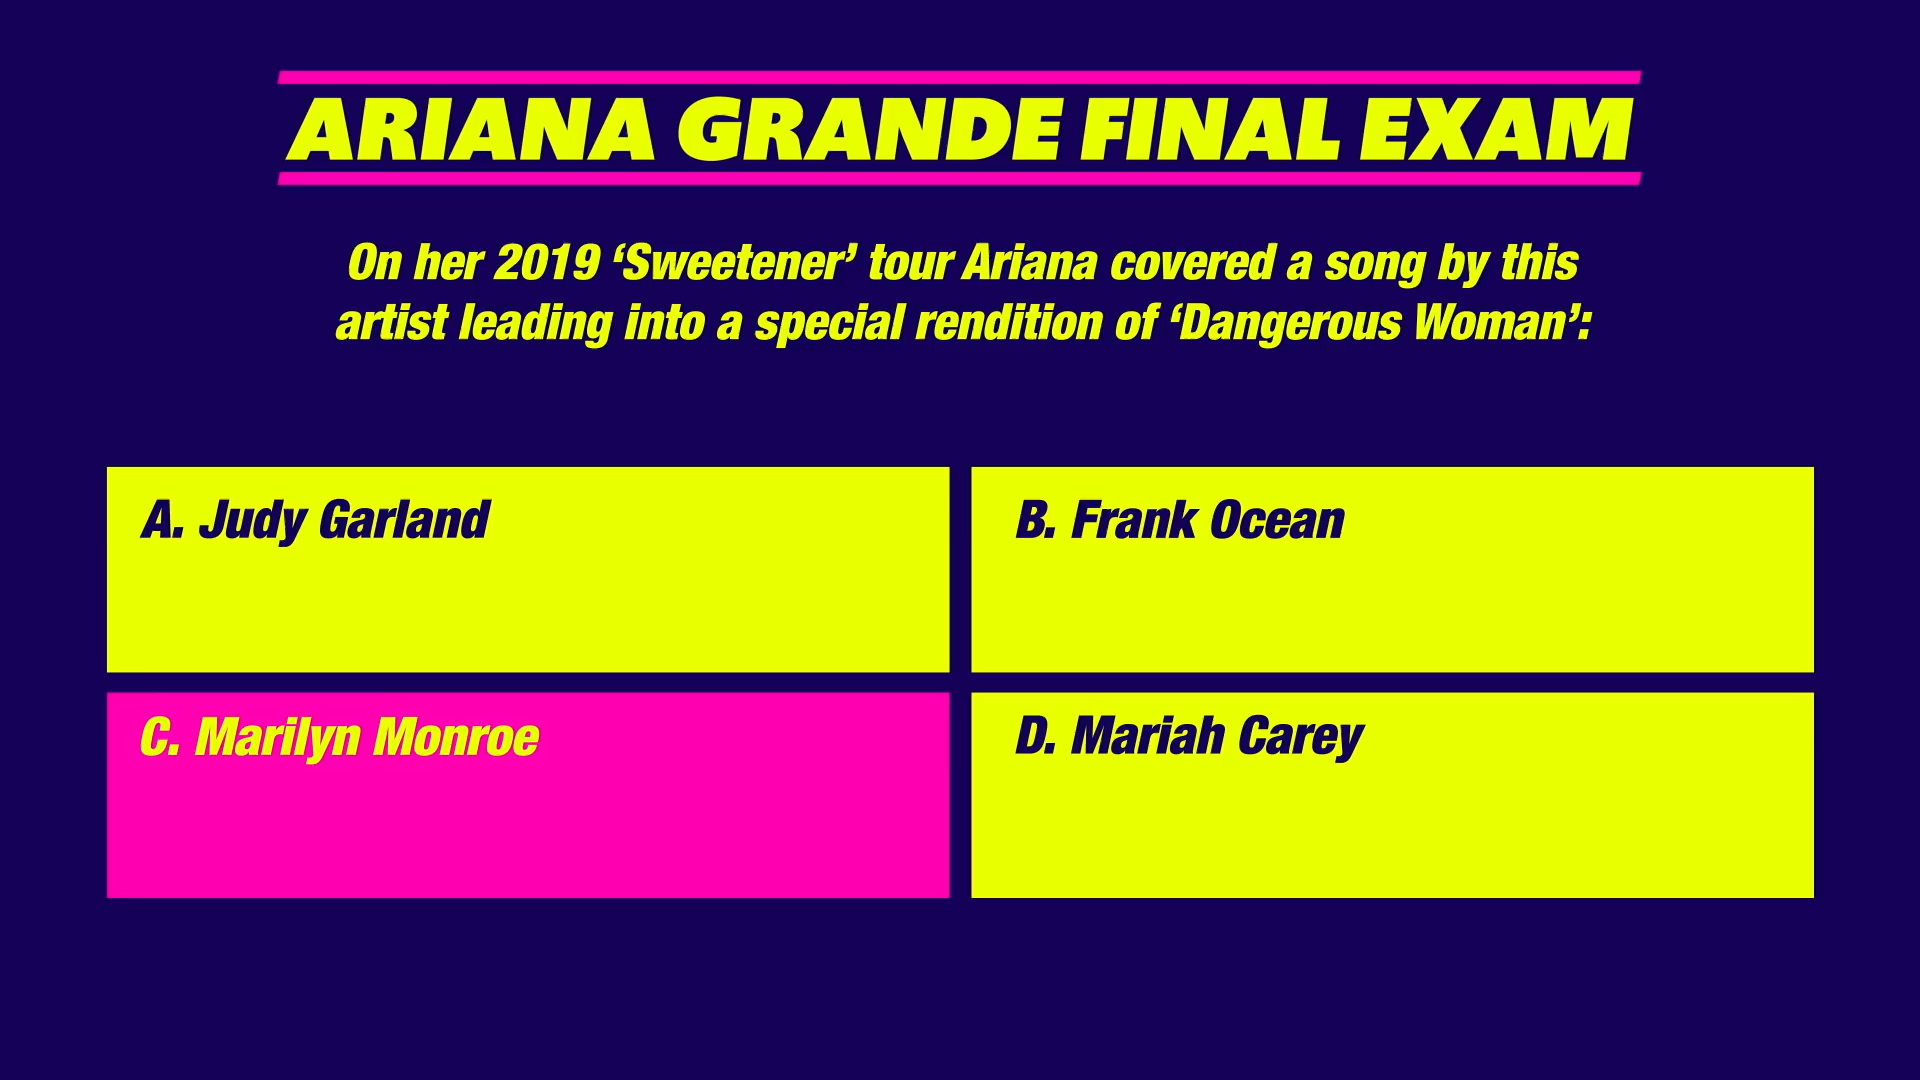 ARIANA GRANDE FINAL EXAM
On her 2019 ‘Sweetener’ tour Ariana covered a song by this
artist leading into a special rendition of ‘Dangerous Woman’:
A. Judy Garland
B. Frank Ocean
C. Marilyn Monroe
D. Mariah Carey